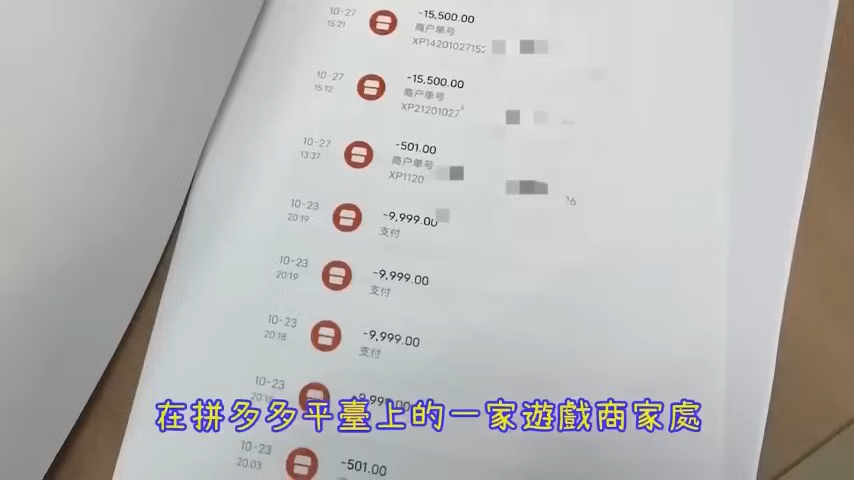 10-27 -15,500.00
15:21 商户单号
XP14201027152
10-27 -15,500.00
15:12 商户单号
XP21201027
10-27 -501.00
13:37 商户单号
XP1120
10-23 -9,999.00
20:19 支付
10-23 -9,999.00
20:19 支付
10-23 -9,999.00
20:18 支付
10-23
在拼多多平臺上的一家遊戲商家處
10-23 -501.00
20:03